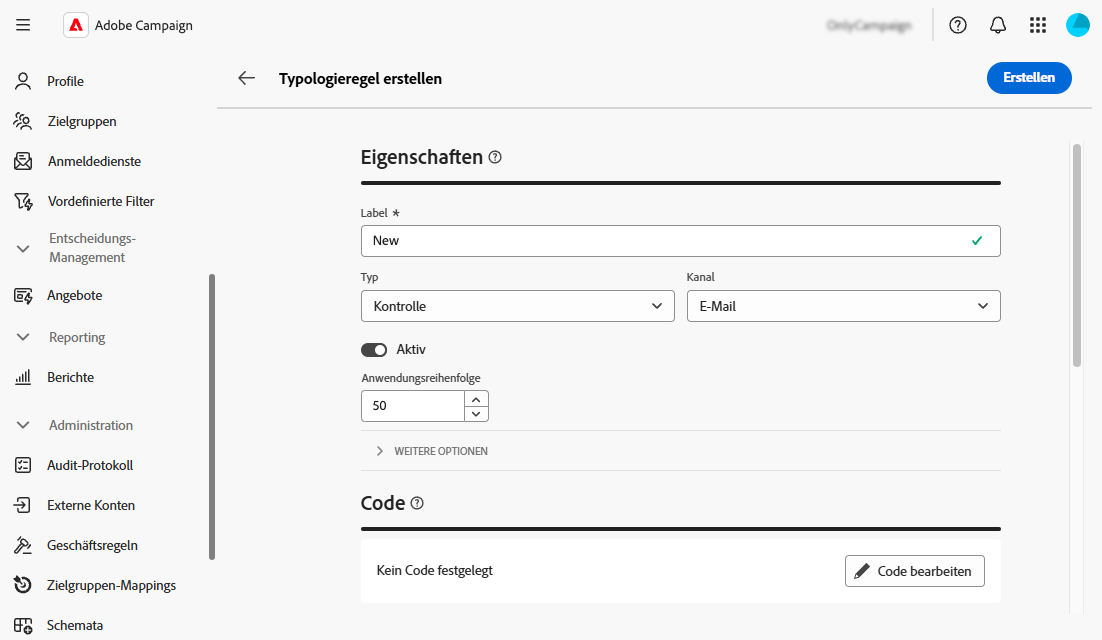 Adobe Campaign
Profile
Zielgruppen
Anmeldedienste
Vordefinierte Filter
Entscheidungs-
Management
Angebote
Reporting
Berichte
Administration
Audit-Protokoll
Externe Konten
Geschäftsregeln
Zielgruppen-Mappings
Schemata
Typologieregel erstellen
Erstellen
Eigenschaften
Label *
New
Typ
Kanal
Kontrolle
E-Mail
Aktiv
Anwendungsreihenfolge
50
WEITERE OPTIONEN
Code
Kein Code festgelegt
Code bearbeiten